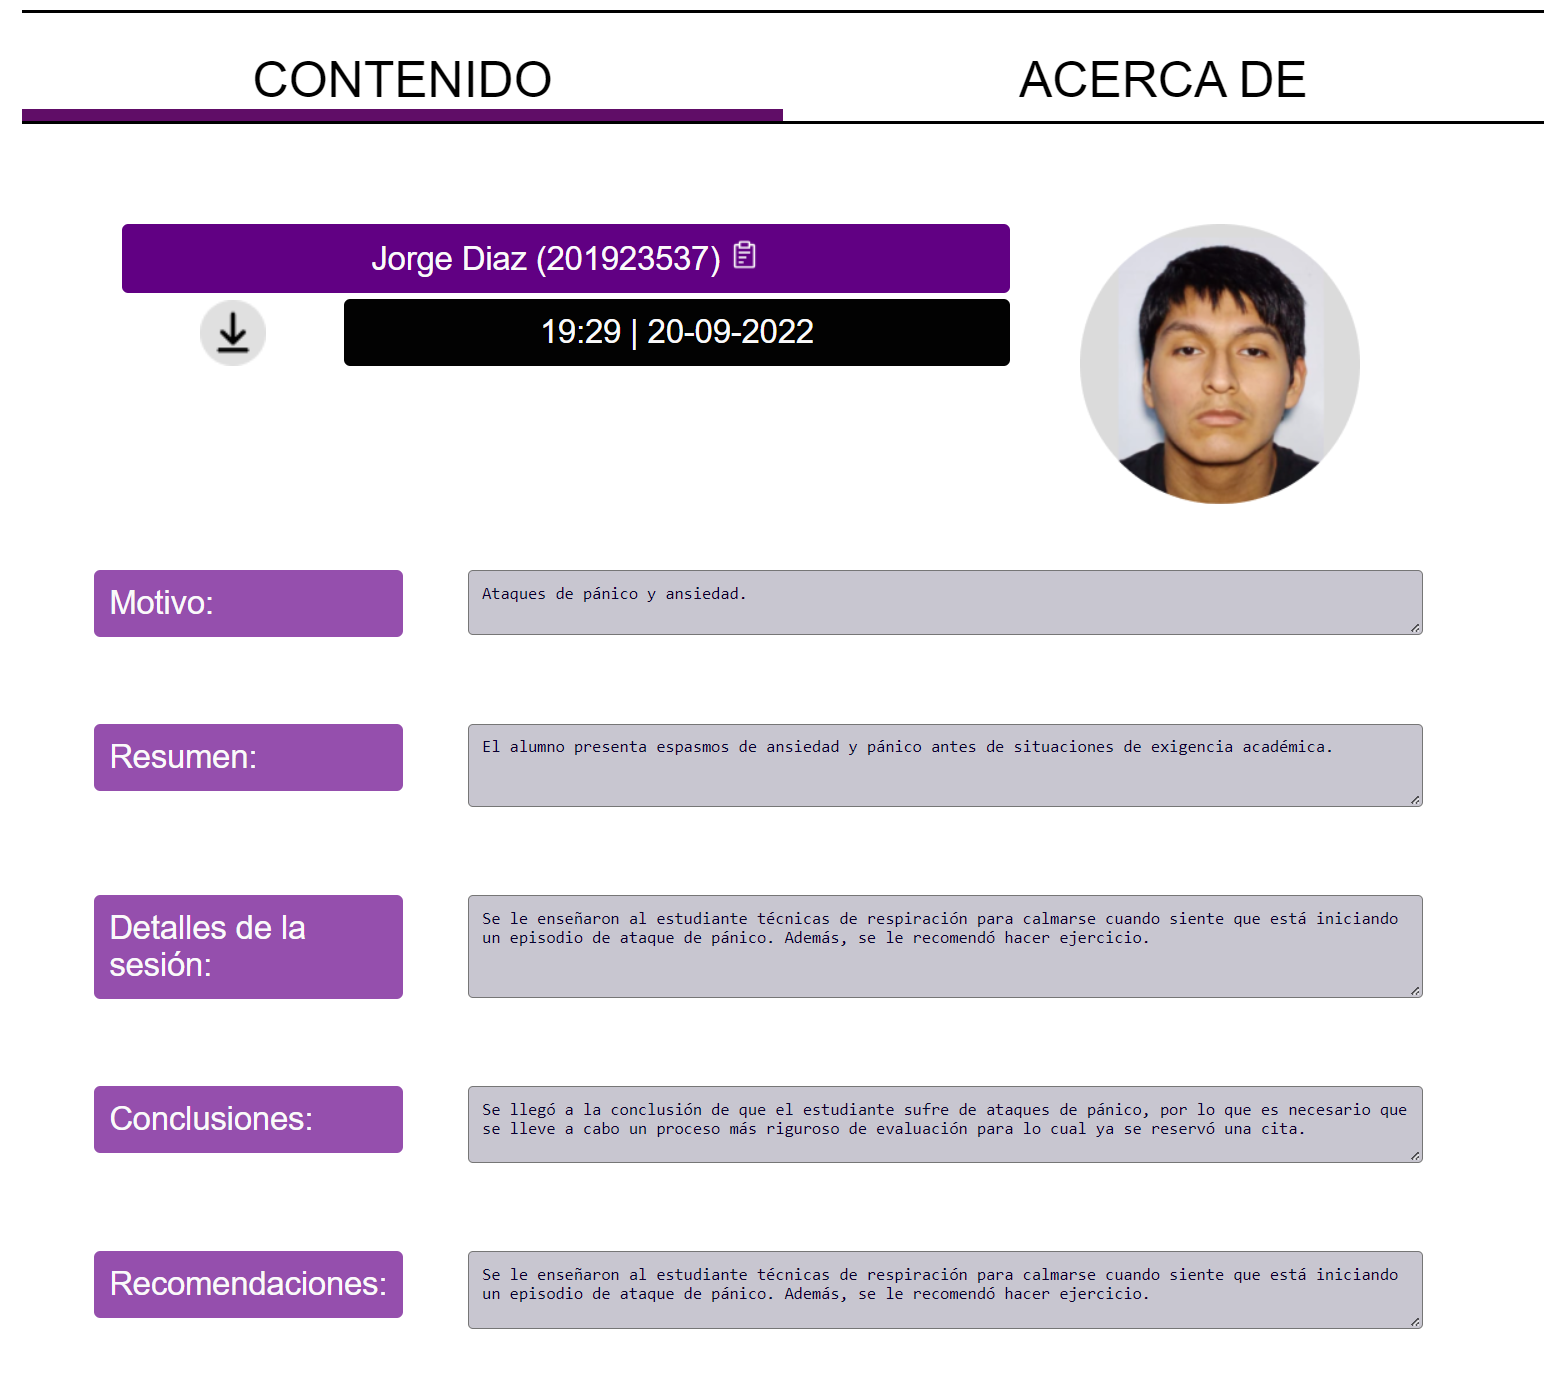 CONTENIDO
ACERCA DE
Jorge Diaz (201923537)
19:29 | 20-09-2022
Motivo:
Ataques de pánico y ansiedad.
Resumen:
El alumno presenta espasmos de ansiedad y pánico antes de situaciones de exigencia académica.
Detalles de la
sesión:
Se le enseñaron al estudiante técnicas de respiración para calmarse cuando siente que está iniciando
un episodio de ataque de pánico. Además, se le recomendó hacer ejercicio.
Conclusiones:
Se llegó a la conclusión de que el estudiante sufre de ataques de pánico, por lo que es necesario que
se lleve a cabo un proceso más riguroso de evaluación para lo cual ya se reservó una cita.
Recomendaciones:
Se le enseñaron al estudiante técnicas de respiración para calmarse cuando siente que está iniciando
un episodio de ataque de pánico. Además, se le recomendó hacer ejercicio.